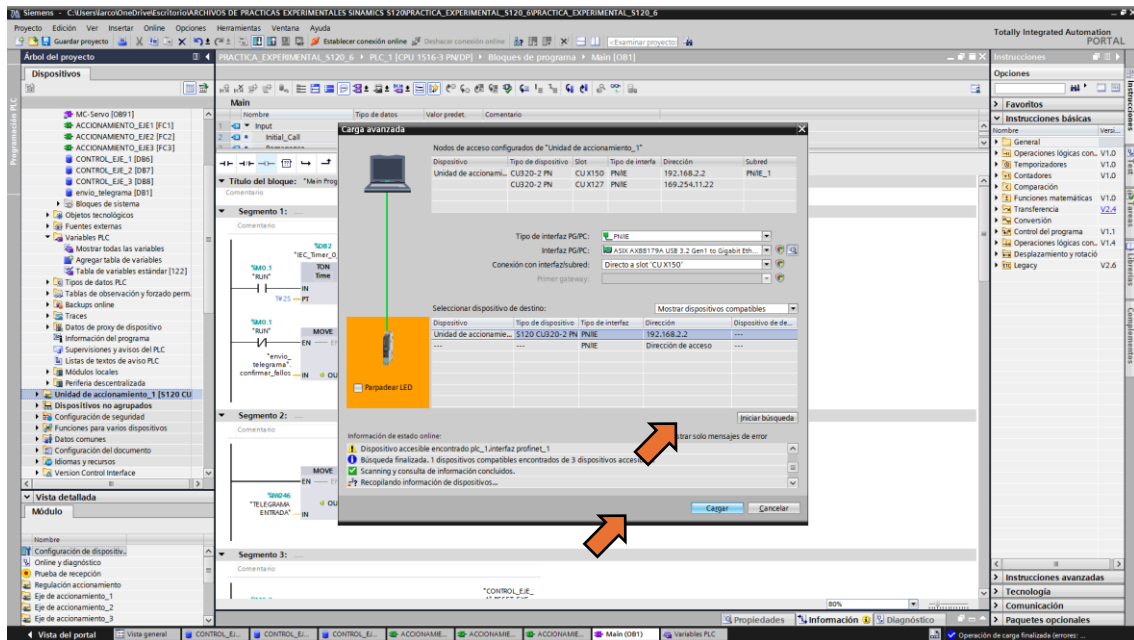 Siemens - C:\Users\larco\OneDrive\Escritorio\ARCHIVOS DE PRACTICAS EXPERIMENTALES SINAMICS S120\PRACTICA_EXPERIMENTAL_S120_6\PRACTICA_EXPERIMENTAL_S120_6
Proyecto Edición Ver Insertar Online Opciones Herramientas Ventana Ayuda
Guardar proyecto Establecer conexión online Deshacer conexión online <Examinar proyecto>
Totally Integrated Automation
PORTAL
Árbol del proyecto
Dispositivos
MC-Servo [OB91]
ACCIONAMIENTO_EJE1 [FC1]
ACCIONAMIENTO_EJE2 [FC2]
ACCIONAMIENTO_EJE3 [FC3]
CONTROL_EJE_1 [DB6]
CONTROL_EJE_2 [DB7]
CONTROL_EJE_3 [DB8]
envio_telegrama [DB1]
Bloques de sistema
Objetos tecnológicos
Fuentes externas
Variables PLC
Mostrar todas las variables
Agregar tabla de variables
Tabla de variables estándar [122]
Tipos de datos PLC
Tablas de observación y forzado perm.
Backups online
Traces
Datos de proxy de dispositivo
Información del programa
Supervisiones y avisos del PLC
Listas de textos de aviso PLC
Módulos locales
Periferia descentralizada
Unidad de accionamiento_1 [S120 CU
Dispositivos no agrupados
Configuración de seguridad
Funciones para varios dispositivos
Datos comunes
Configuración del documento
Idiomas y recursos
Version Control Interface
Vista detallada
Módulo
Nombre
Configuración de dispositiv..
Online y diagnóstico
Prueba de recepción
Regulación accionamiento
Eje de accionamiento_1
Eje de accionamiento_2
Eje de accionamiento_3
PRACTICA_EXPERIMENTAL_S120_6 PLC_1 [CPU 1516-3 PN/DP] Bloques de programa Main [OB1]
Main
Nombre Tipo de datos Valor predet. Comentario
1 Input
2 Initial_Call
Título del bloque: "Main Prog
Comentario
Segmento 1:
Comentario
%DB2
"IEC_Timer_0_
%M0.1
"RUN"
TON
Time
IN
T#2S PT
%M0.1
"RUN"
MOVE
EN
"envio_
telegrama".
confirmar_fallos IN OU
Segmento 2:
Comentario
MOVE
EN
%MW246
"TELEGRAMA
ENTRADA" IN OU
Segmento 3:
Comentario
"CONTROL_EJE_
80%
Carga avanzada
Nodos de acceso configurados de "Unidad de accionamiento_1"
Dispositivo Tipo de dispositivo Slot Tipo de interfa Dirección Subred
Unidad de accionami... CU320-2 PN CU X150 PN/IE 192.168.2.2 PN/IE_1
CU320-2 PN CU X127 PN/IE 169.254.11.22
Tipo de interfaz PG/PC: PN/IE
Interfaz PG/PC: ASIX AX88179A USB 3.2 Gen1 to Gigabit Eth...
Conexión con interfaz/subred: Directo a slot 'CU X150'
Primer gateway:
Seleccionar dispositivo de destino: Mostrar dispositivos compatibles
Dispositivo Tipo de dispositivo Tipo de interfaz Dirección Dispositivo de de...
Unidad de accionamie... S120 CU320-2 PN PN/IE 192.168.2.2 ---
--- --- PN/IE Dirección de acceso ---
Parpadear LED
Iniciar búsqueda
Información de estado online:
strar solo mensajes de error
Dispositivo accesible encontrado plc_1.interfaz profinet_1
Búsqueda finalizada. 1 dispositivos compatibles encontrados de 3 dispositivos accesi
Scanning y consulta de información concluidos.
Recopilando información de dispositivos...
Cargar Cancelar
Instrucciones
Opciones
Favoritos
Instrucciones básicas
Nombre Versi...
General
Operaciones lógicas con.. V1.0
Temporizadores V1.0
Contadores V1.0
Comparación
Funciones matemáticas V1.0
Transferencia V2.4
Conversión
Control del programa V1.1
Operaciones lógicas con.. V1.4
Desplazamiento y rotació
Legacy V2.6
Instrucciones avanzadas
Tecnología
Comunicación
Paquetes opcionales
Programación PLC
Instrucciones
Test
Tareas
Librerías
Complementos
Propiedades Información Diagnóstico
Vista del portal Vista general CONTROL_EJ... CONTROL_EJ... CONTROL_EJ... ACCIONAMIE... ACCIONAMIE... ACCIONAMIE... Main (OB1) Variables PLC
Operación de carga finalizada (errores: ...